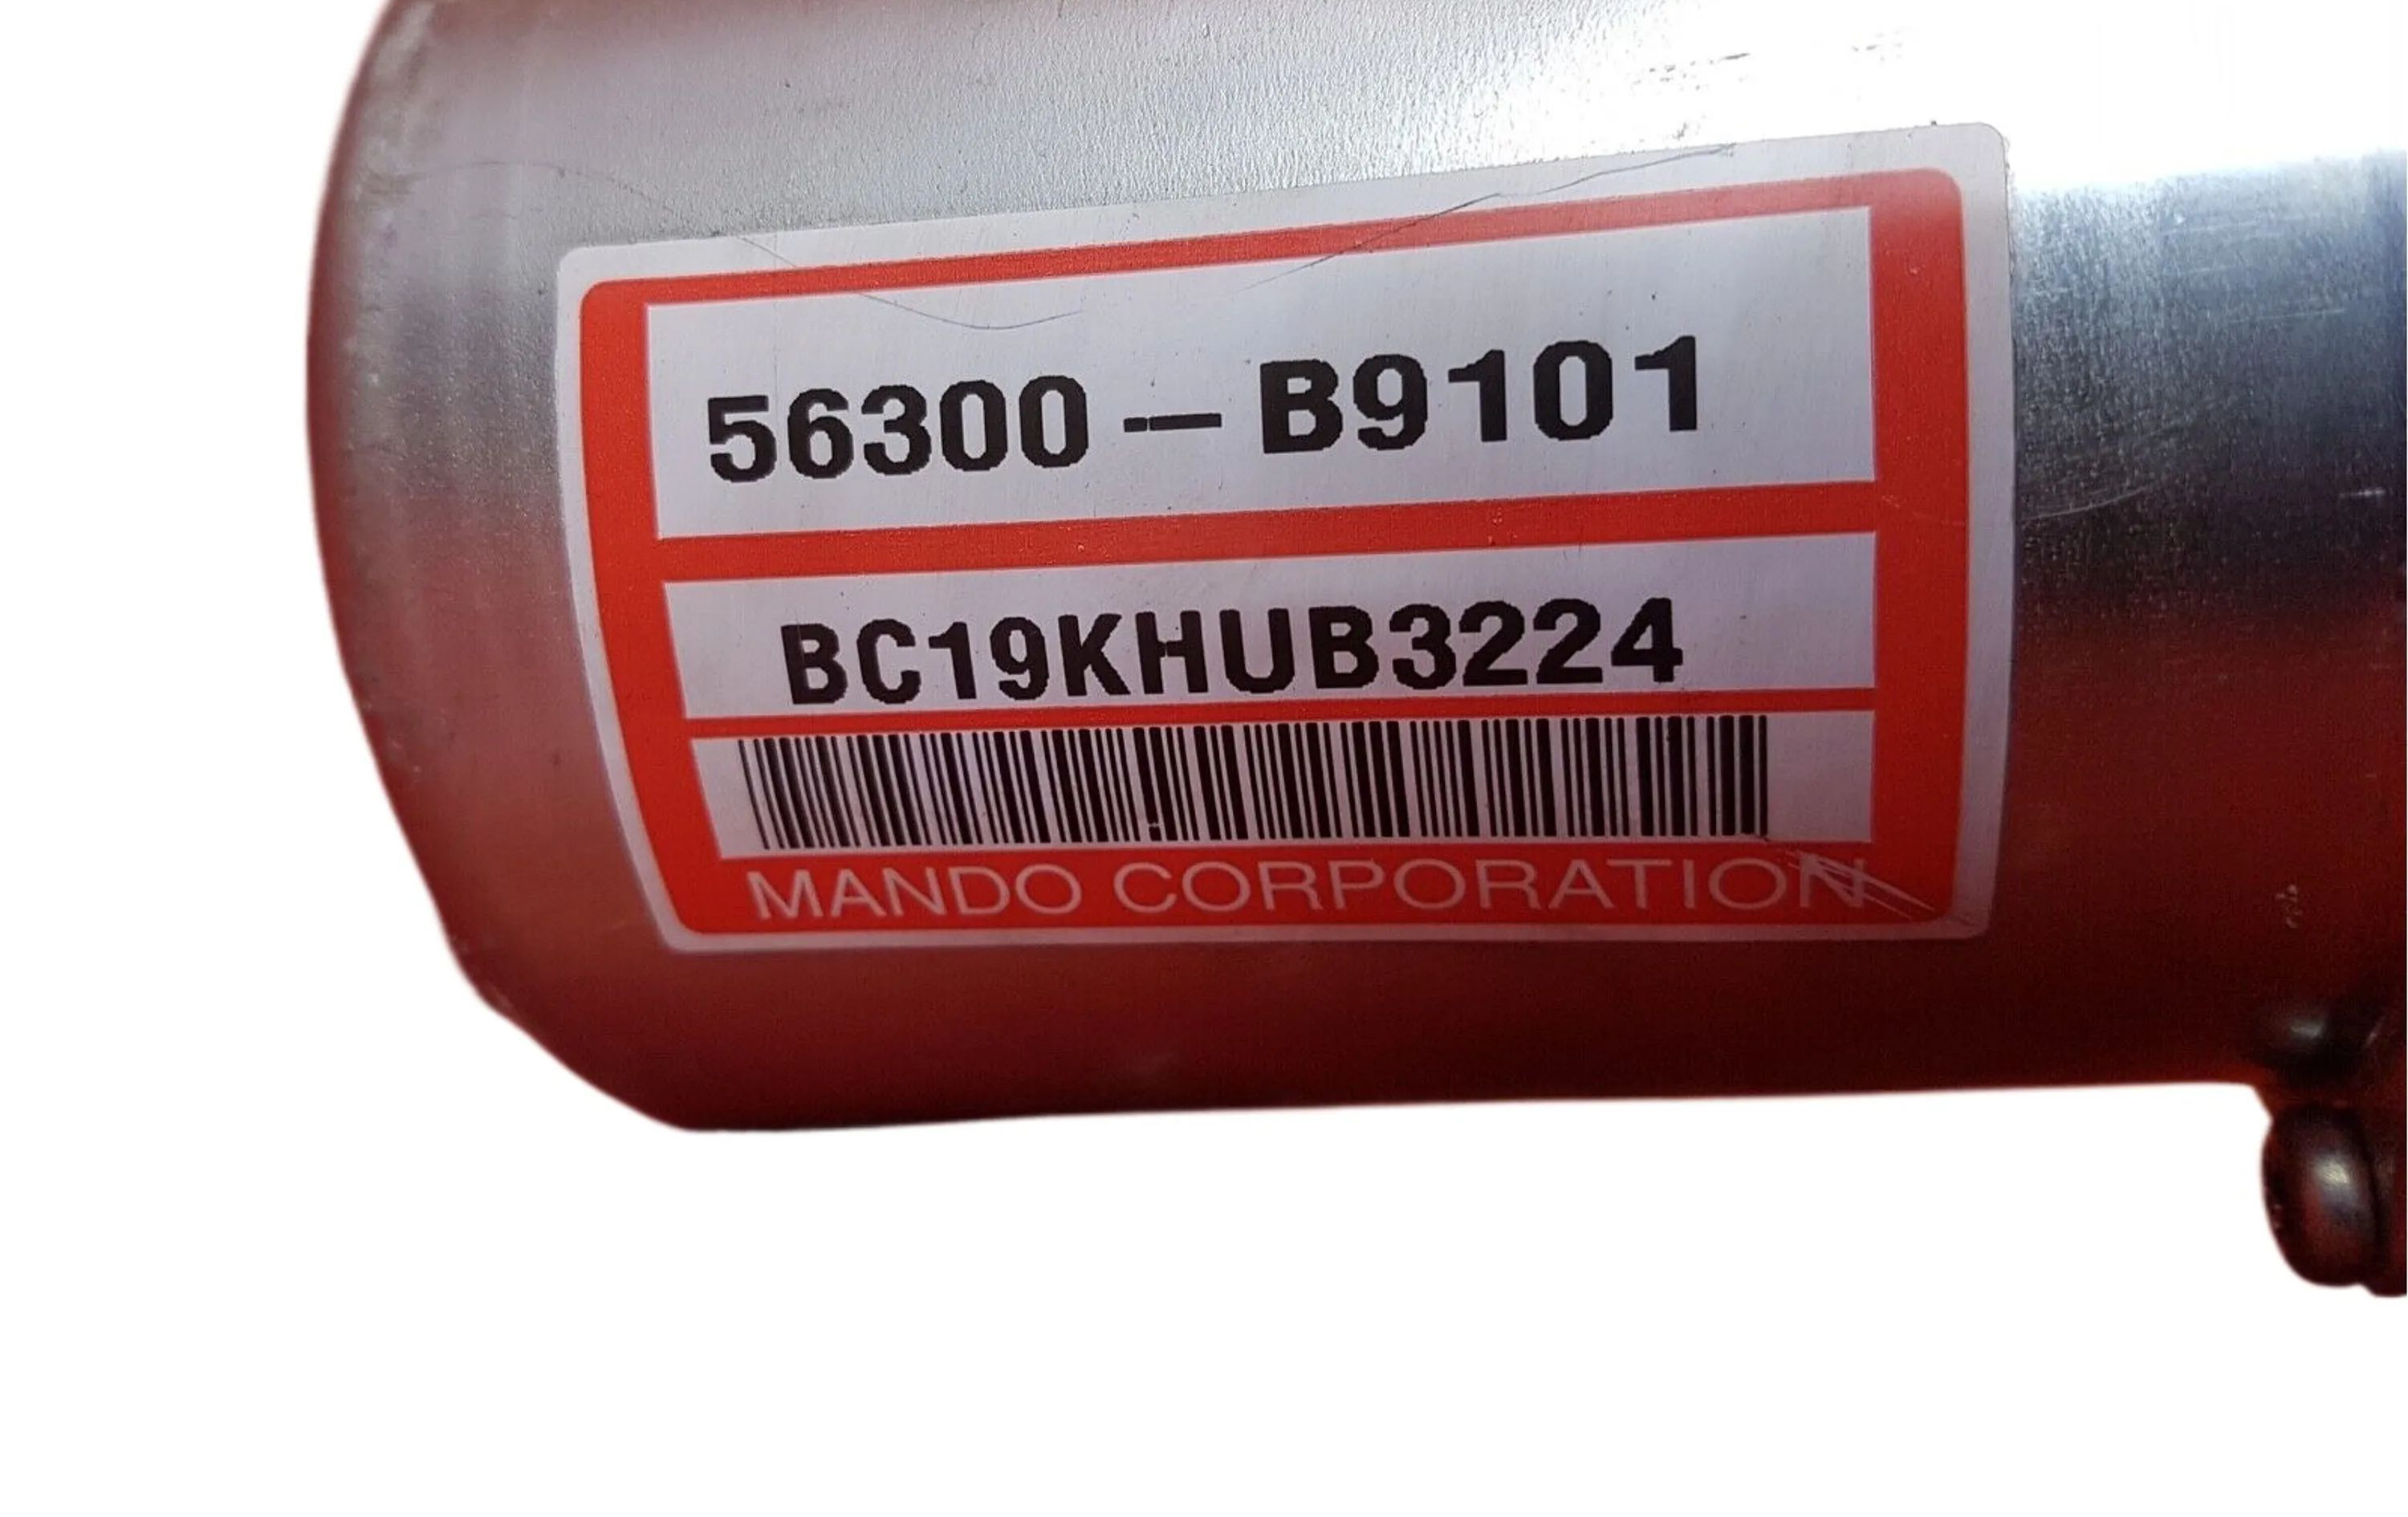 56300-B9101
BC19KHUB3224
MANDO CORPORATION